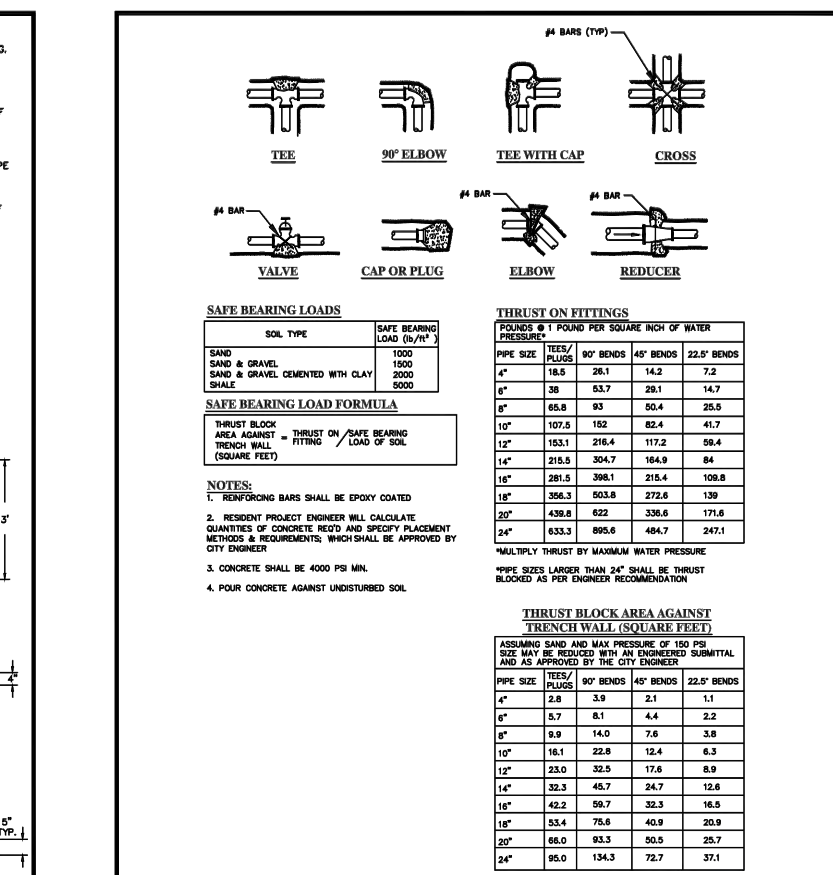 G.
F
PE
F
3'
4"
5"
TYP.
#4 BARS (TYP)
TEE
90° ELBOW
TEE WITH CAP
CROSS
#4 BAR
#4 BAR
#4 BAR
VALVE
CAP OR PLUG
ELBOW
REDUCER
SAFE BEARING LOADS
SOIL TYPE SAFE BEARING
LOAD (lb/ft² )
SAND 1000
SAND & GRAVEL 1500
SAND & GRAVEL CEMENTED WITH CLAY 2000
SHALE 5000
SAFE BEARING LOAD FORMULA
THRUST BLOCK
AREA AGAINST = THRUST ON / SAFE BEARING
TRENCH WALL FITTING LOAD OF SOIL
(SQUARE FEET)
NOTES:
1. REINFORCING BARS SHALL BE EPOXY COATED
2. RESIDENT PROJECT ENGINEER WILL CALCULATE
QUANTITIES OF CONCRETE REQ'D AND SPECIFY PLACEMENT
METHODS & REQUIREMENTS; WHICH SHALL BE APPROVED BY
CITY ENGINEER
3. CONCRETE SHALL BE 4000 PSI MIN.
4. POUR CONCRETE AGAINST UNDISTURBED SOIL
THRUST ON FITTINGS
POUNDS @ 1 POUND PER SQUARE INCH OF WATER
PRESSURE*
PIPE SIZE TEES/ PLUGS 90° BENDS 45° BENDS 22.5° BENDS
4" 18.5 26.1 14.2 7.2
6" 38 53.7 29.1 14.7
8" 65.8 93 50.4 25.5
10" 107.5 152 82.4 41.7
12" 153.1 216.4 117.2 59.4
14" 215.5 304.7 164.9 84
16" 281.5 398.1 215.4 109.8
18" 356.3 503.8 272.6 139
20" 439.8 622 336.6 171.6
24" 633.3 895.6 484.7 247.1
*MULTIPLY THRUST BY MAXIMUM WATER PRESSURE
*PIPE SIZES LARGER THAN 24" SHALL BE THRUST
BLOCKED AS PER ENGINEER RECOMMENDATION
THRUST BLOCK AREA AGAINST
TRENCH WALL (SQUARE FEET)
ASSUMING SAND AND MAX PRESSURE OF 150 PSI
SIZE MAY BE REDUCED WITH AN ENGINEERED SUBMITTAL
AND AS APPROVED BY THE CITY ENGINEER
PIPE SIZE TEES/ PLUGS 90° BENDS 45° BENDS 22.5° BENDS
4" 2.8 3.9 2.1 1.1
6" 5.7 8.1 4.4 2.2
8" 9.9 14.0 7.6 3.8
10" 16.1 22.8 12.4 6.3
12" 23.0 32.5 17.6 8.9
14" 32.3 45.7 24.7 12.6
16" 42.2 59.7 32.3 16.5
18" 53.4 75.6 40.9 20.9
20" 66.0 93.3 50.5 25.7
24" 95.0 134.3 72.7 37.1